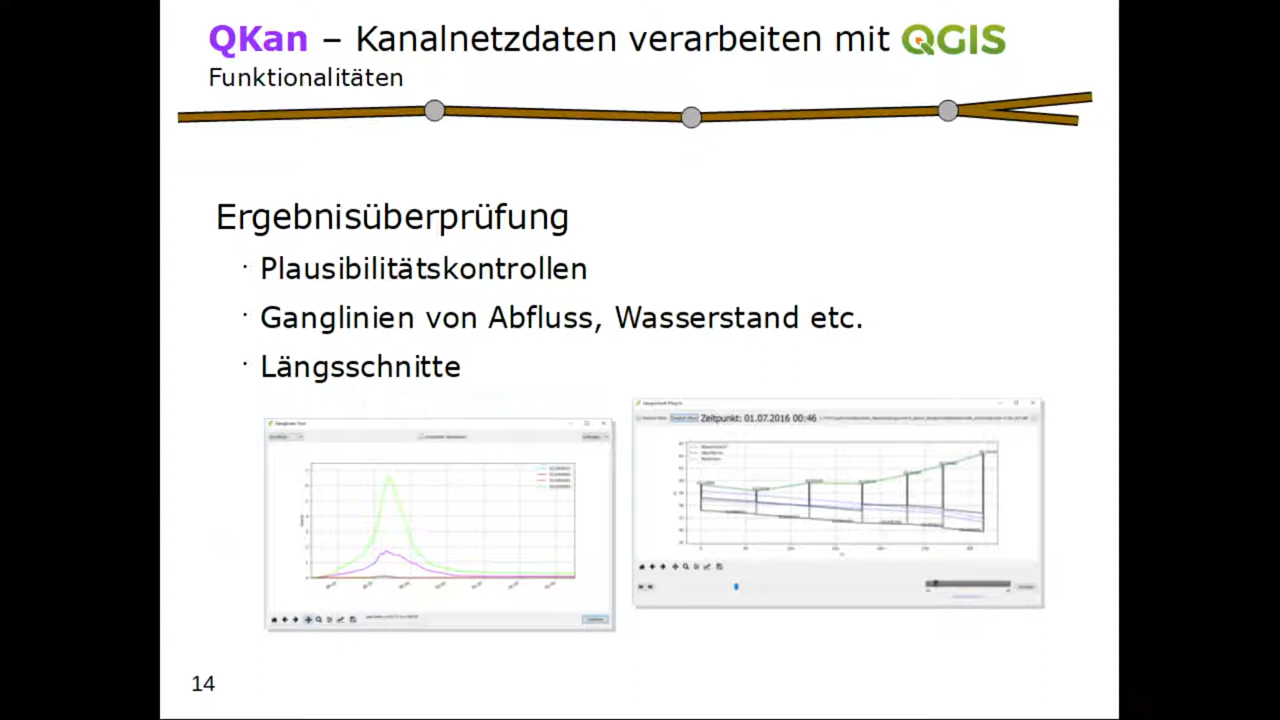 QKan – Kanalnetzdaten verarbeiten mit QGIS
Funktionalitäten
Ergebnisüberprüfung
· Plausibilitätskontrollen
· Ganglinien von Abfluss, Wasserstand etc.
· Längsschnitte
Zeitpunkt: 01.07.2016 00:46
14